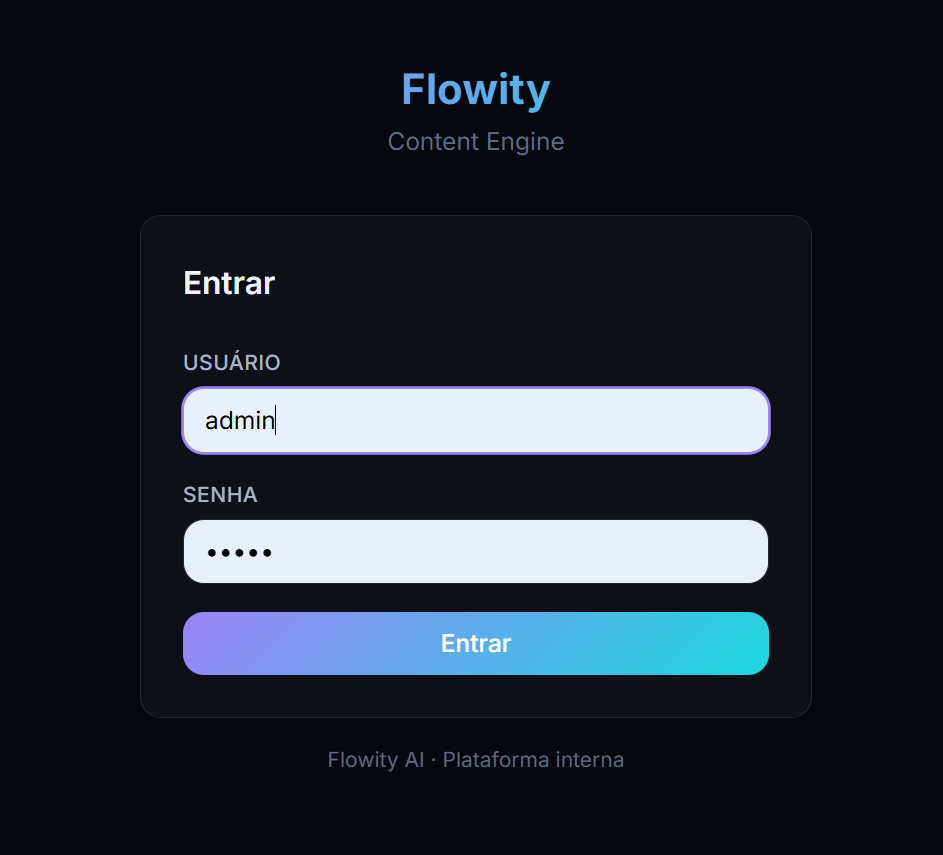 Flowity
Content Engine
Entrar
USUÁRIO
admin
SENHA
•••••
Entrar
Flowity AI · Plataforma interna